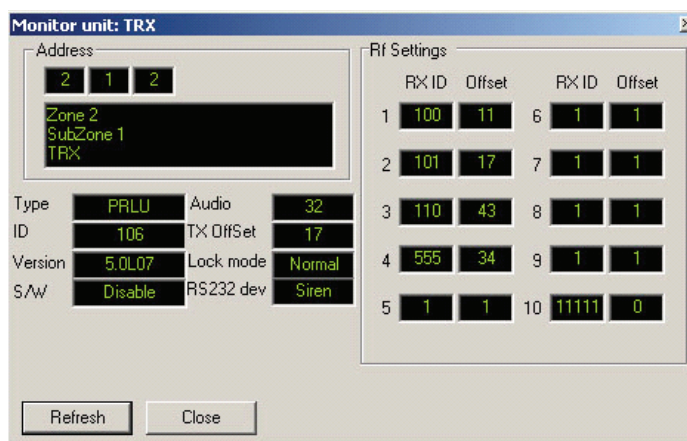 Monitor unit: TRX
Address
2 1 2
Zone 2
SubZone 1
TRX
Type PRLU Audio 32
ID 106 TX OffSet 17
Version 5.0L07 Lock mode Normal
S/W Disable RS232 dev Siren
Rf Settings
RX ID Offset RX ID Offset
1 100 11 6 1 1
2 101 17 7 1 1
3 110 43 8 1 1
4 555 34 9 1 1
5 1 1 10 11111 0
Refresh Close